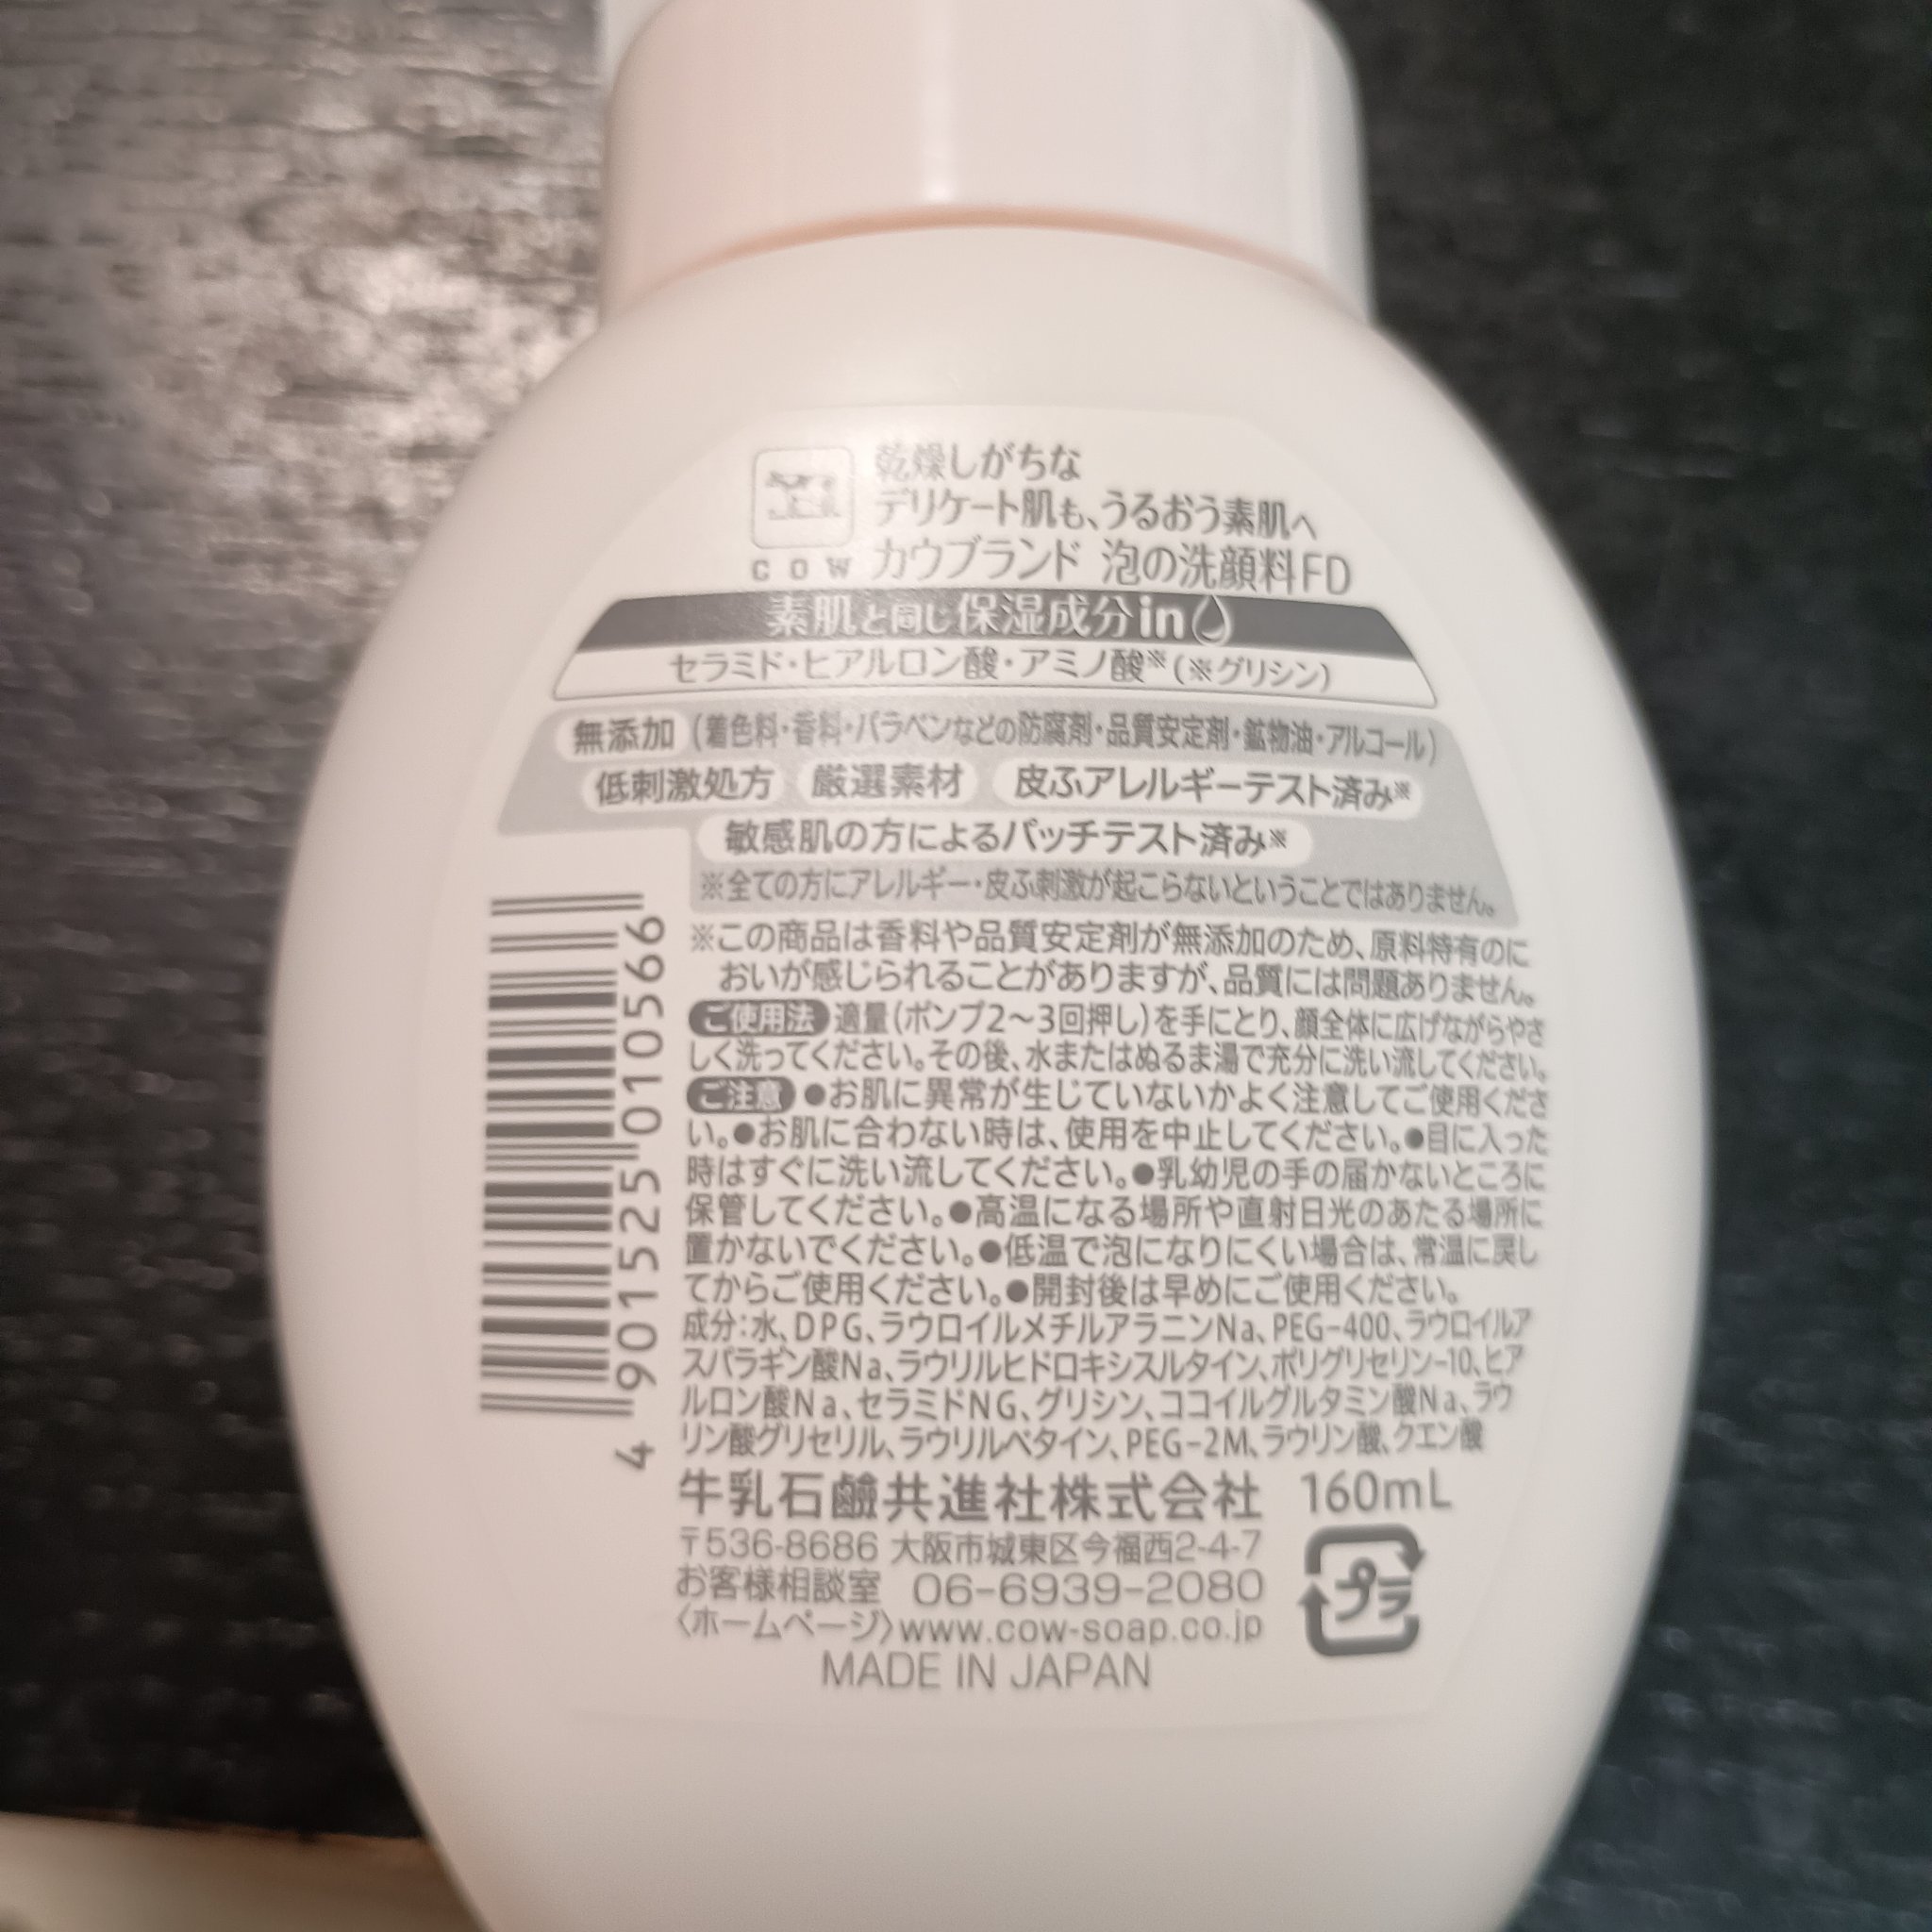 乾燥しがちな
デリケート肌も、うるおう素肌へ
COW カウブランド 泡の洗顔料FD
素肌と同じ保湿成分in
セラミド・ヒアルロン酸・アミノ酸※(※グリシン)
無添加(着色料・香料・パラベンなどの防腐剤・品質安定剤・鉱物油・アルコール)
低刺激処方 厳選素材 皮ふアレルギーテスト済み※
敏感肌の方によるパッチテスト済み※
※全ての方にアレルギー・皮ふ刺激が起こらないということではありません。
※この商品は香料や品質安定剤が無添加のため、原料特有のに
おいが感じられることがありますが、品質には問題ありません。
ご使用法 適量(ポンプ2〜3回押し)を手にとり、顔全体に広げながらやさ
しく洗ってください。その後、水またはぬるま湯で充分に洗い流してください。
ご注意 ●お肌に異常が生じていないかよく注意してご使用くださ
い。●お肌に合わない時は、使用を中止してください。●目に入った
時はすぐに洗い流してください。●乳幼児の手の届かないところに
保管してください。●高温になる場所や直射日光のあたる場所に
置かないでください。●低温で泡になりにくい場合は、常温に戻し
てからご使用ください。●開封後は早めにご使用ください。
成分:水、DPG、ラウロイルメチルアラニンNa、PEG-400、ラウロイルア
スパラギン酸Na、ラウリルヒドロキシスルタイン、ポリグリセリン-10、ヒア
ルロン酸Na、セラミドNG、グリシン、ココイルグルタミン酸Na、ラウ
リン酸グリセリル、ラウリルベタイン、PEG-2M、ラウリン酸、クエン酸
牛乳石鹼共進社株式会社 160mL
〒536-8686 大阪市城東区今福西2-4-7
お客様相談室 06-6939-2080
〈ホームページ〉www.cow-soap.co.jp
プラ
MADE IN JAPAN
4 901525 010566